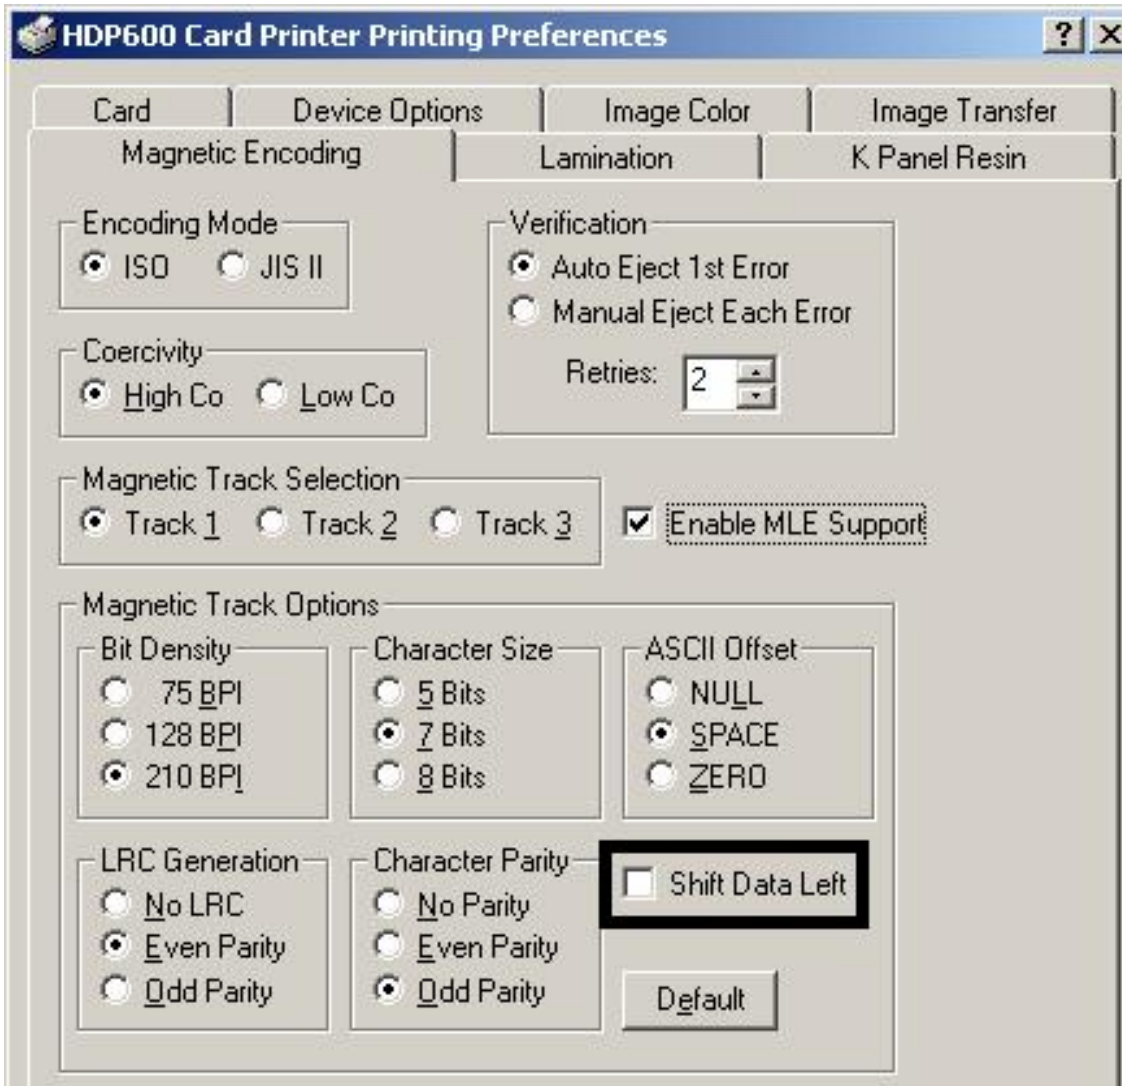 HDP600 Card Printer Printing Preferences
Card Device Options Image Color Image Transfer
Magnetic Encoding Lamination K Panel Resin
Encoding Mode
ISO JIS II
Verification
Auto Eject 1st Error
Manual Eject Each Error
Retries: 2
Coercivity
High Co Low Co
Magnetic Track Selection
Track 1 Track 2 Track 3
Enable MLE Support
Magnetic Track Options
Bit Density
75 BPI
128 BPI
210 BPI
Character Size
5 Bits
7 Bits
8 Bits
ASCII Offset
NULL
SPACE
ZERO
LRC Generation
No LRC
Even Parity
Odd Parity
Character Parity
No Parity
Even Parity
Odd Parity
Shift Data Left
Default